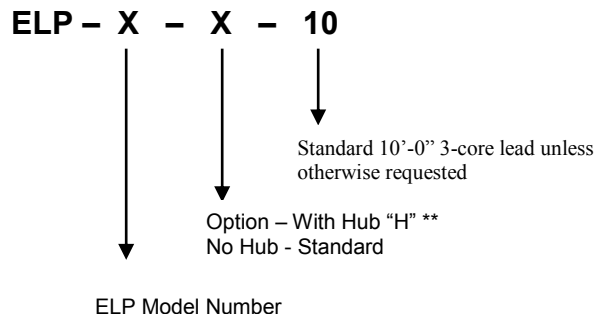 ELP – X – X – 10
Standard 10’-0” 3-core lead unless
otherwise requested
Option – With Hub “H” **
No Hub - Standard
ELP Model Number